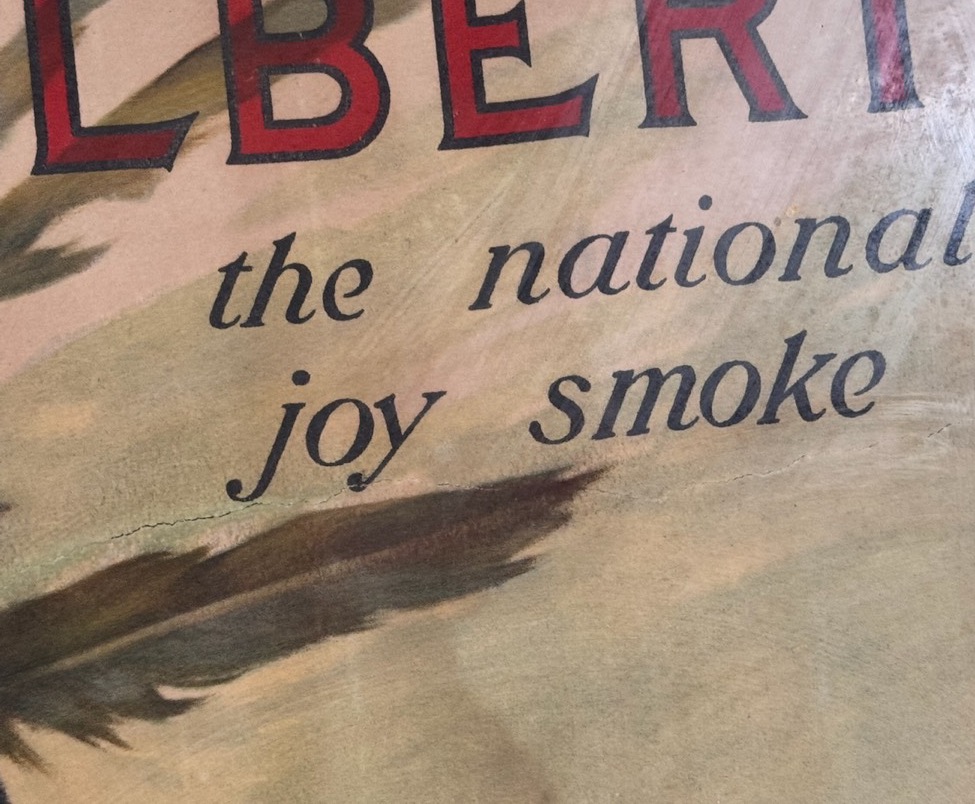 LBERT
the national
joy smoke